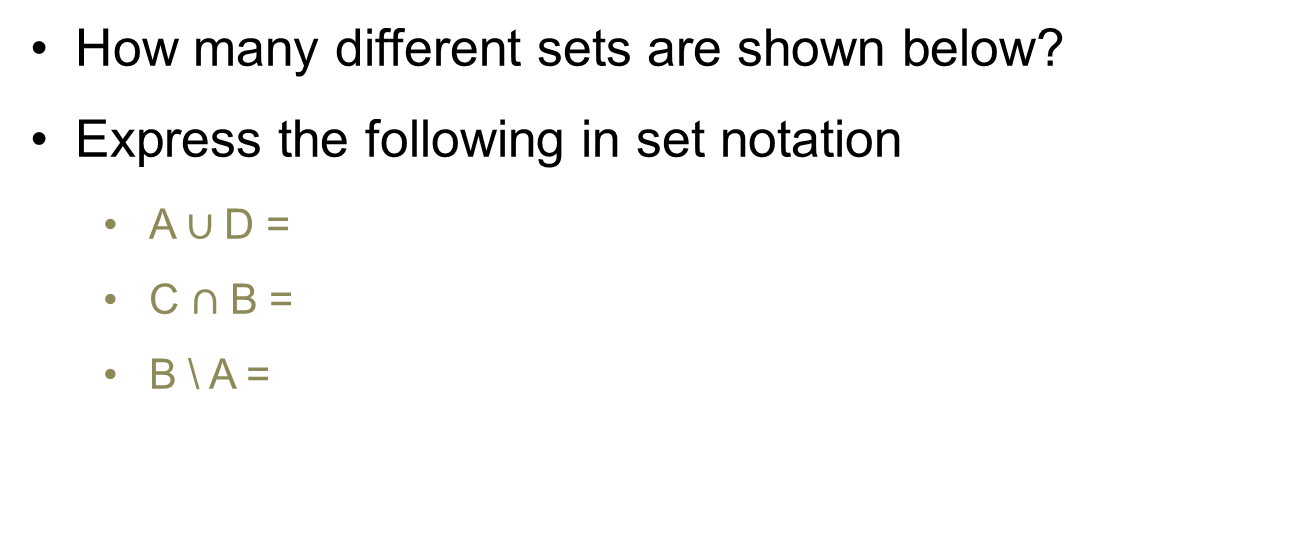 • How many different sets are shown below?
• Express the following in set notation
• A ∪ D =
• C ∩ B =
• B \ A =